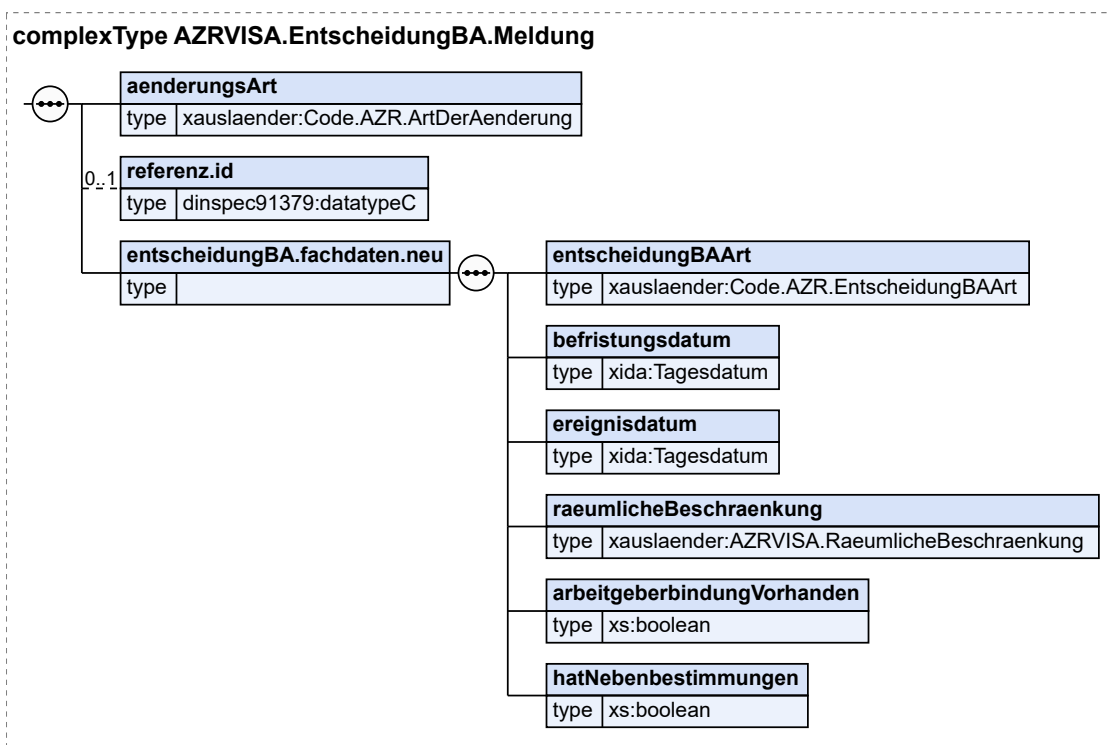 complexType AZRVISA.EntscheidungBA.Meldung
aenderungsArt
type xauslaender:Code.AZR.ArtDerAenderung
0..1
referenz.id
type dinspec91379:datatypeC
entscheidungBA.fachdaten.neu
type
entscheidungBAArt
type xauslaender:Code.AZR.EntscheidungBAArt
befristungsdatum
type xida:Tagesdatum
ereignisdatum
type xida:Tagesdatum
raeumlicheBeschraenkung
type xauslaender:AZRVISA.RaeumlicheBeschraenkung
arbeitgeberbindungVorhanden
type xs:boolean
hatNebenbestimmungen
type xs:boolean